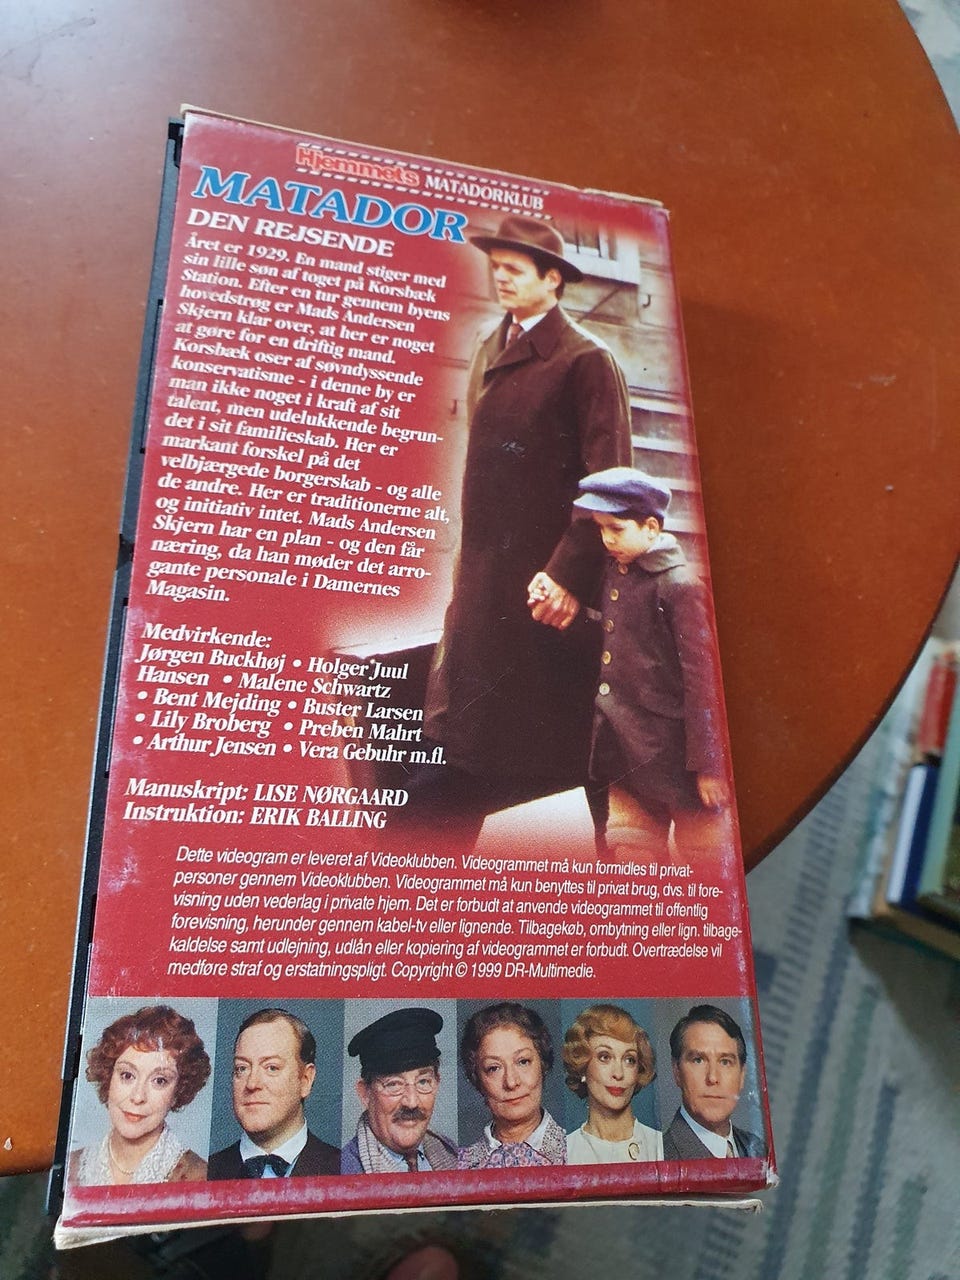 Hjemmets MATADORKLUB
MATADOR
DEN REJSENDE
Året er 1929. En mand stiger med
sin lille søn af toget på Korsbæk
Station. Efter en tur gennem byens
hovedstrøg er Mads Andersen
Skjern klar over, at her er noget
at gøre for en driftig mand.
Korsbæk oser af søvndyssende
konservatisme - i denne by er
man ikke noget i kraft af sit
talent, men udelukkende begrun-
det i sit familieskab. Her er
markant forskel på det
velbjærgede borgerskab - og alle
de andre. Her er traditionerne alt,
og initiativ intet. Mads Andersen
Skjern har en plan - og den får
næring, da han møder det arro-
gante personale i Damernes
Magasin.
Medvirkende:
Jørgen Buckhøj • Holger Juul
Hansen • Malene Schwartz
• Bent Mejding • Buster Larsen
• Lily Broberg • Preben Mahrt
• Arthur Jensen • Vera Gebuhr m.fl.
Manuskript: LISE NØRGAARD
Instruktion: ERIK BALLING
Dette videogram er leveret af Videoklubben. Videogrammet må kun formidles til privat-
personer gennem Videoklubben. Videogrammet må kun benyttes til privat brug, dvs. til fore-
visning uden vederlag i private hjem. Det er forbudt at anvende videogrammet til offentlig
forevisning, herunder gennem kabel-tv eller lignende. Tilbagekøb, ombytning eller lign. tilbage-
kaldelse samt udlejning, udlån eller kopiering af videogrammet er forbudt. Overtrædelse vil
medføre straf og erstatningspligt. Copyright © 1999 DR-Multimedie.